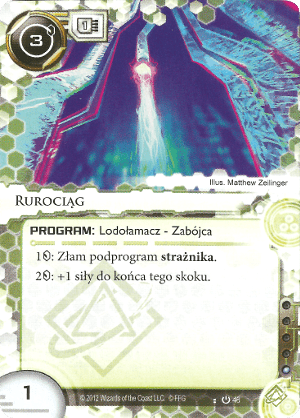 3
Illus. Matthew Zeilinger
Rurociąg
PROGRAM: Lodołamacz - Zabójca
1: Złam podprogram strażnika.
2: +1 siły do końca tego skoku.
1
© 2012 Wizards of the Coast LLC. © FFG
46